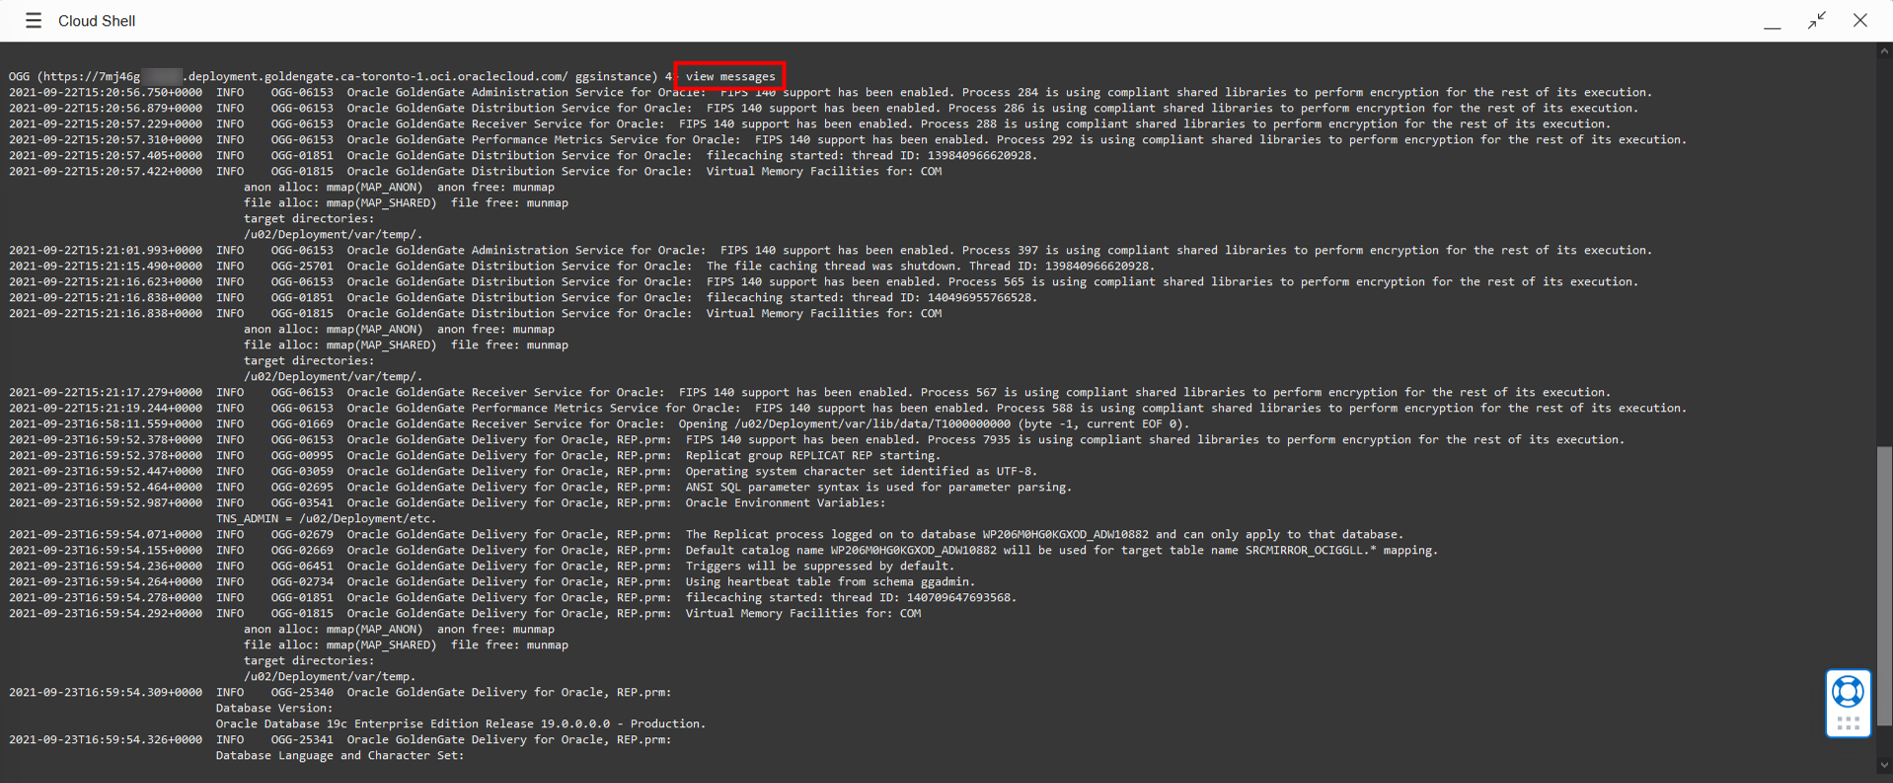 Cloud Shell
OGG (https://7mj46g .deployment.goldengate.ca-toronto-1.oci.oraclecloud.com/ ggsinstance) 4> view messages
2021-09-22T15:20:56.750+0000 INFO OGG-06153 Oracle GoldenGate Administration Service for Oracle: FIPS 140 support has been enabled. Process 284 is using compliant shared libraries to perform encryption for the rest of its execution.
2021-09-22T15:20:56.879+0000 INFO OGG-06153 Oracle GoldenGate Distribution Service for Oracle: FIPS 140 support has been enabled. Process 286 is using compliant shared libraries to perform encryption for the rest of its execution.
2021-09-22T15:20:57.229+0000 INFO OGG-06153 Oracle GoldenGate Receiver Service for Oracle: FIPS 140 support has been enabled. Process 288 is using compliant shared libraries to perform encryption for the rest of its execution.
2021-09-22T15:20:57.310+0000 INFO OGG-06153 Oracle GoldenGate Performance Metrics Service for Oracle: FIPS 140 support has been enabled. Process 292 is using compliant shared libraries to perform encryption for the rest of its execution.
2021-09-22T15:20:57.405+0000 INFO OGG-01851 Oracle GoldenGate Distribution Service for Oracle: filecaching started: thread ID: 139840966620928.
2021-09-22T15:20:57.422+0000 INFO OGG-01815 Oracle GoldenGate Distribution Service for Oracle: Virtual Memory Facilities for: COM
anon alloc: mmap(MAP_ANON) anon free: munmap
file alloc: mmap(MAP_SHARED) file free: munmap
target directories:
/u02/Deployment/var/temp/.
2021-09-22T15:21:01.993+0000 INFO OGG-06153 Oracle GoldenGate Administration Service for Oracle: FIPS 140 support has been enabled. Process 397 is using compliant shared libraries to perform encryption for the rest of its execution.
2021-09-22T15:21:15.490+0000 INFO OGG-25701 Oracle GoldenGate Distribution Service for Oracle: The file caching thread was shutdown. Thread ID: 139840966620928.
2021-09-22T15:21:16.623+0000 INFO OGG-06153 Oracle GoldenGate Distribution Service for Oracle: FIPS 140 support has been enabled. Process 565 is using compliant shared libraries to perform encryption for the rest of its execution.
2021-09-22T15:21:16.838+0000 INFO OGG-01851 Oracle GoldenGate Distribution Service for Oracle: filecaching started: thread ID: 140496955766528.
2021-09-22T15:21:16.838+0000 INFO OGG-01815 Oracle GoldenGate Distribution Service for Oracle: Virtual Memory Facilities for: COM
anon alloc: mmap(MAP_ANON) anon free: munmap
file alloc: mmap(MAP_SHARED) file free: munmap
target directories:
/u02/Deployment/var/temp/.
2021-09-22T15:21:17.279+0000 INFO OGG-06153 Oracle GoldenGate Receiver Service for Oracle: FIPS 140 support has been enabled. Process 567 is using compliant shared libraries to perform encryption for the rest of its execution.
2021-09-22T15:21:19.244+0000 INFO OGG-06153 Oracle GoldenGate Performance Metrics Service for Oracle: FIPS 140 support has been enabled. Process 588 is using compliant shared libraries to perform encryption for the rest of its execution.
2021-09-23T16:58:11.559+0000 INFO OGG-01669 Oracle GoldenGate Receiver Service for Oracle: Opening /u02/Deployment/var/lib/data/T1000000000 (byte -1, current EOF 0).
2021-09-23T16:59:52.378+0000 INFO OGG-06153 Oracle GoldenGate Delivery for Oracle, REP.prm: FIPS 140 support has been enabled. Process 7935 is using compliant shared libraries to perform encryption for the rest of its execution.
2021-09-23T16:59:52.378+0000 INFO OGG-00995 Oracle GoldenGate Delivery for Oracle, REP.prm: Replicat group REPLICAT REP starting.
2021-09-23T16:59:52.447+0000 INFO OGG-03059 Oracle GoldenGate Delivery for Oracle, REP.prm: Operating system character set identified as UTF-8.
2021-09-23T16:59:52.464+0000 INFO OGG-02695 Oracle GoldenGate Delivery for Oracle, REP.prm: ANSI SQL parameter syntax is used for parameter parsing.
2021-09-23T16:59:52.987+0000 INFO OGG-03541 Oracle GoldenGate Delivery for Oracle, REP.prm: Oracle Environment Variables:
TNS_ADMIN = /u02/Deployment/etc.
2021-09-23T16:59:54.071+0000 INFO OGG-02679 Oracle GoldenGate Delivery for Oracle, REP.prm: The Replicat process logged on to database WP206M0HG0KGXOD_ADW10882 and can only apply to that database.
2021-09-23T16:59:54.155+0000 INFO OGG-02669 Oracle GoldenGate Delivery for Oracle, REP.prm: Default catalog name WP206M0HG0KGXOD_ADW10882 will be used for target table name SRCMIRROR_OCIGGLL.* mapping.
2021-09-23T16:59:54.236+0000 INFO OGG-06451 Oracle GoldenGate Delivery for Oracle, REP.prm: Triggers will be suppressed by default.
2021-09-23T16:59:54.264+0000 INFO OGG-02734 Oracle GoldenGate Delivery for Oracle, REP.prm: Using heartbeat table from schema ggadmin.
2021-09-23T16:59:54.278+0000 INFO OGG-01851 Oracle GoldenGate Delivery for Oracle, REP.prm: filecaching started: thread ID: 140709647693568.
2021-09-23T16:59:54.292+0000 INFO OGG-01815 Oracle GoldenGate Delivery for Oracle, REP.prm: Virtual Memory Facilities for: COM
anon alloc: mmap(MAP_ANON) anon free: munmap
file alloc: mmap(MAP_SHARED) file free: munmap
target directories:
/u02/Deployment/var/temp.
2021-09-23T16:59:54.309+0000 INFO OGG-25340 Oracle GoldenGate Delivery for Oracle, REP.prm:
Database Version:
Oracle Database 19c Enterprise Edition Release 19.0.0.0.0 - Production.
2021-09-23T16:59:54.326+0000 INFO OGG-25341 Oracle GoldenGate Delivery for Oracle, REP.prm:
Database Language and Character Set: